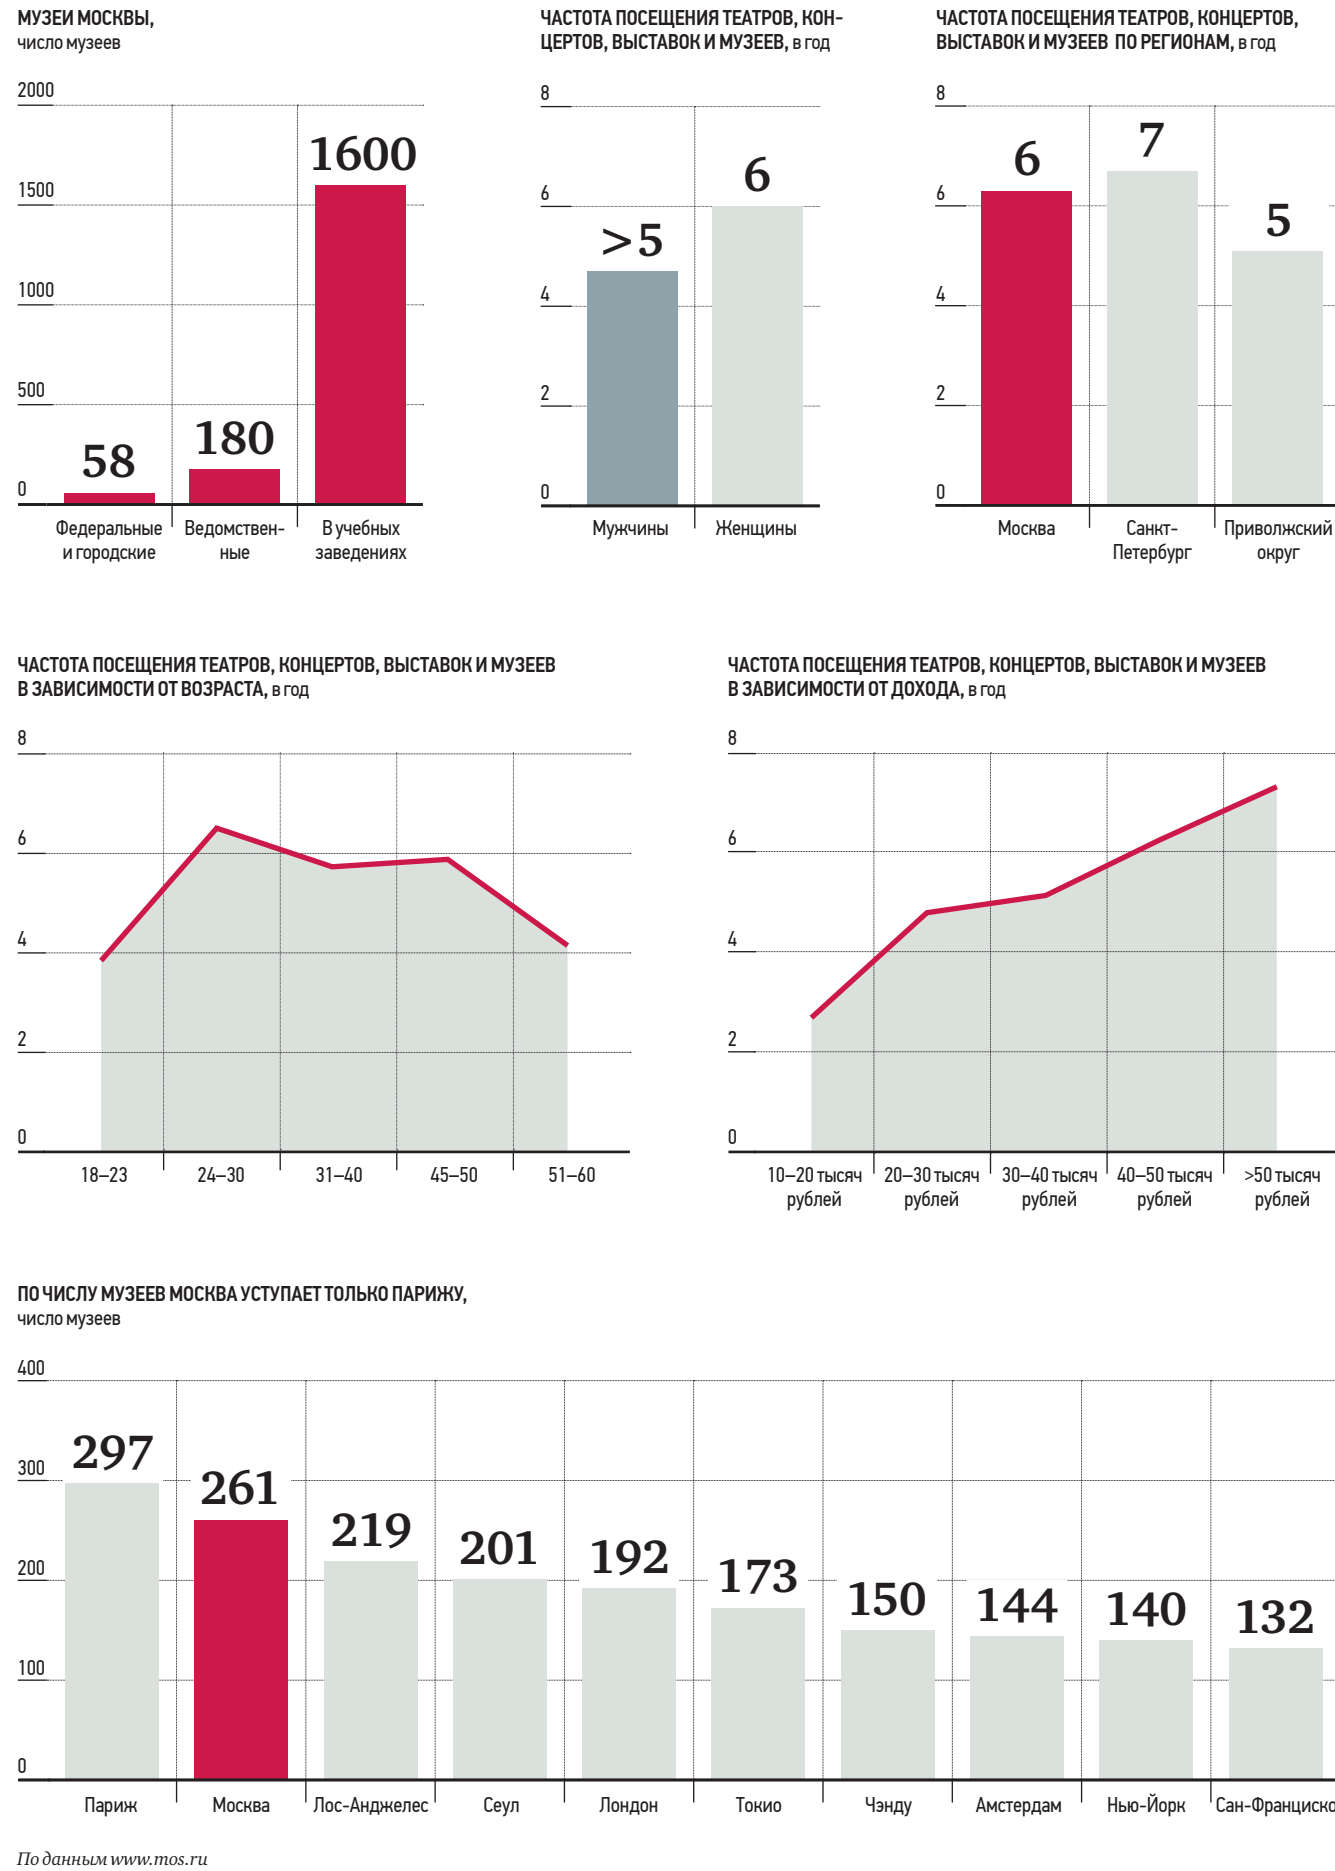 МУЗЕИ МОСКВЫ,
число музеев
2000
1500
1000
500
0
58
180
1600
Федеральные
и городские
Ведомствен-
ные
В учебных
заведениях
ЧАСТОТА ПОСЕЩЕНИЯ ТЕАТРОВ, КОН-
ЦЕРТОВ, ВЫСТАВОК И МУЗЕЕВ, в год
8
6
4
2
0
>5
6
Мужчины
Женщины
ЧАСТОТА ПОСЕЩЕНИЯ ТЕАТРОВ, КОНЦЕРТОВ,
ВЫСТАВОК И МУЗЕЕВ ПО РЕГИОНАМ, в год
8
6
4
2
0
6
7
5
Москва
Санкт-
Петербург
Приволжский
округ
ЧАСТОТА ПОСЕЩЕНИЯ ТЕАТРОВ, КОНЦЕРТОВ, ВЫСТАВОК И МУЗЕЕВ
В ЗАВИСИМОСТИ ОТ ВОЗРАСТА, в год
8
6
4
2
0
18–23
24–30
31–40
45–50
51–60
ЧАСТОТА ПОСЕЩЕНИЯ ТЕАТРОВ, КОНЦЕРТОВ, ВЫСТАВОК И МУЗЕЕВ
В ЗАВИСИМОСТИ ОТ ДОХОДА, в год
8
6
4
2
0
10–20 тысяч
рублей
20–30 тысяч
рублей
30–40 тысяч
рублей
40–50 тысяч
рублей
>50 тысяч
рублей
ПО ЧИСЛУ МУЗЕЕВ МОСКВА УСТУПАЕТ ТОЛЬКО ПАРИЖУ,
число музеев
400
300
200
100
0
297
261
219
201
192
173
150
144
140
132
Париж
Москва
Лос-Анджелес
Сеул
Лондон
Токио
Чэнду
Амстердам
Нью-Йорк
Сан-Франциско
По данным www.mos.ru